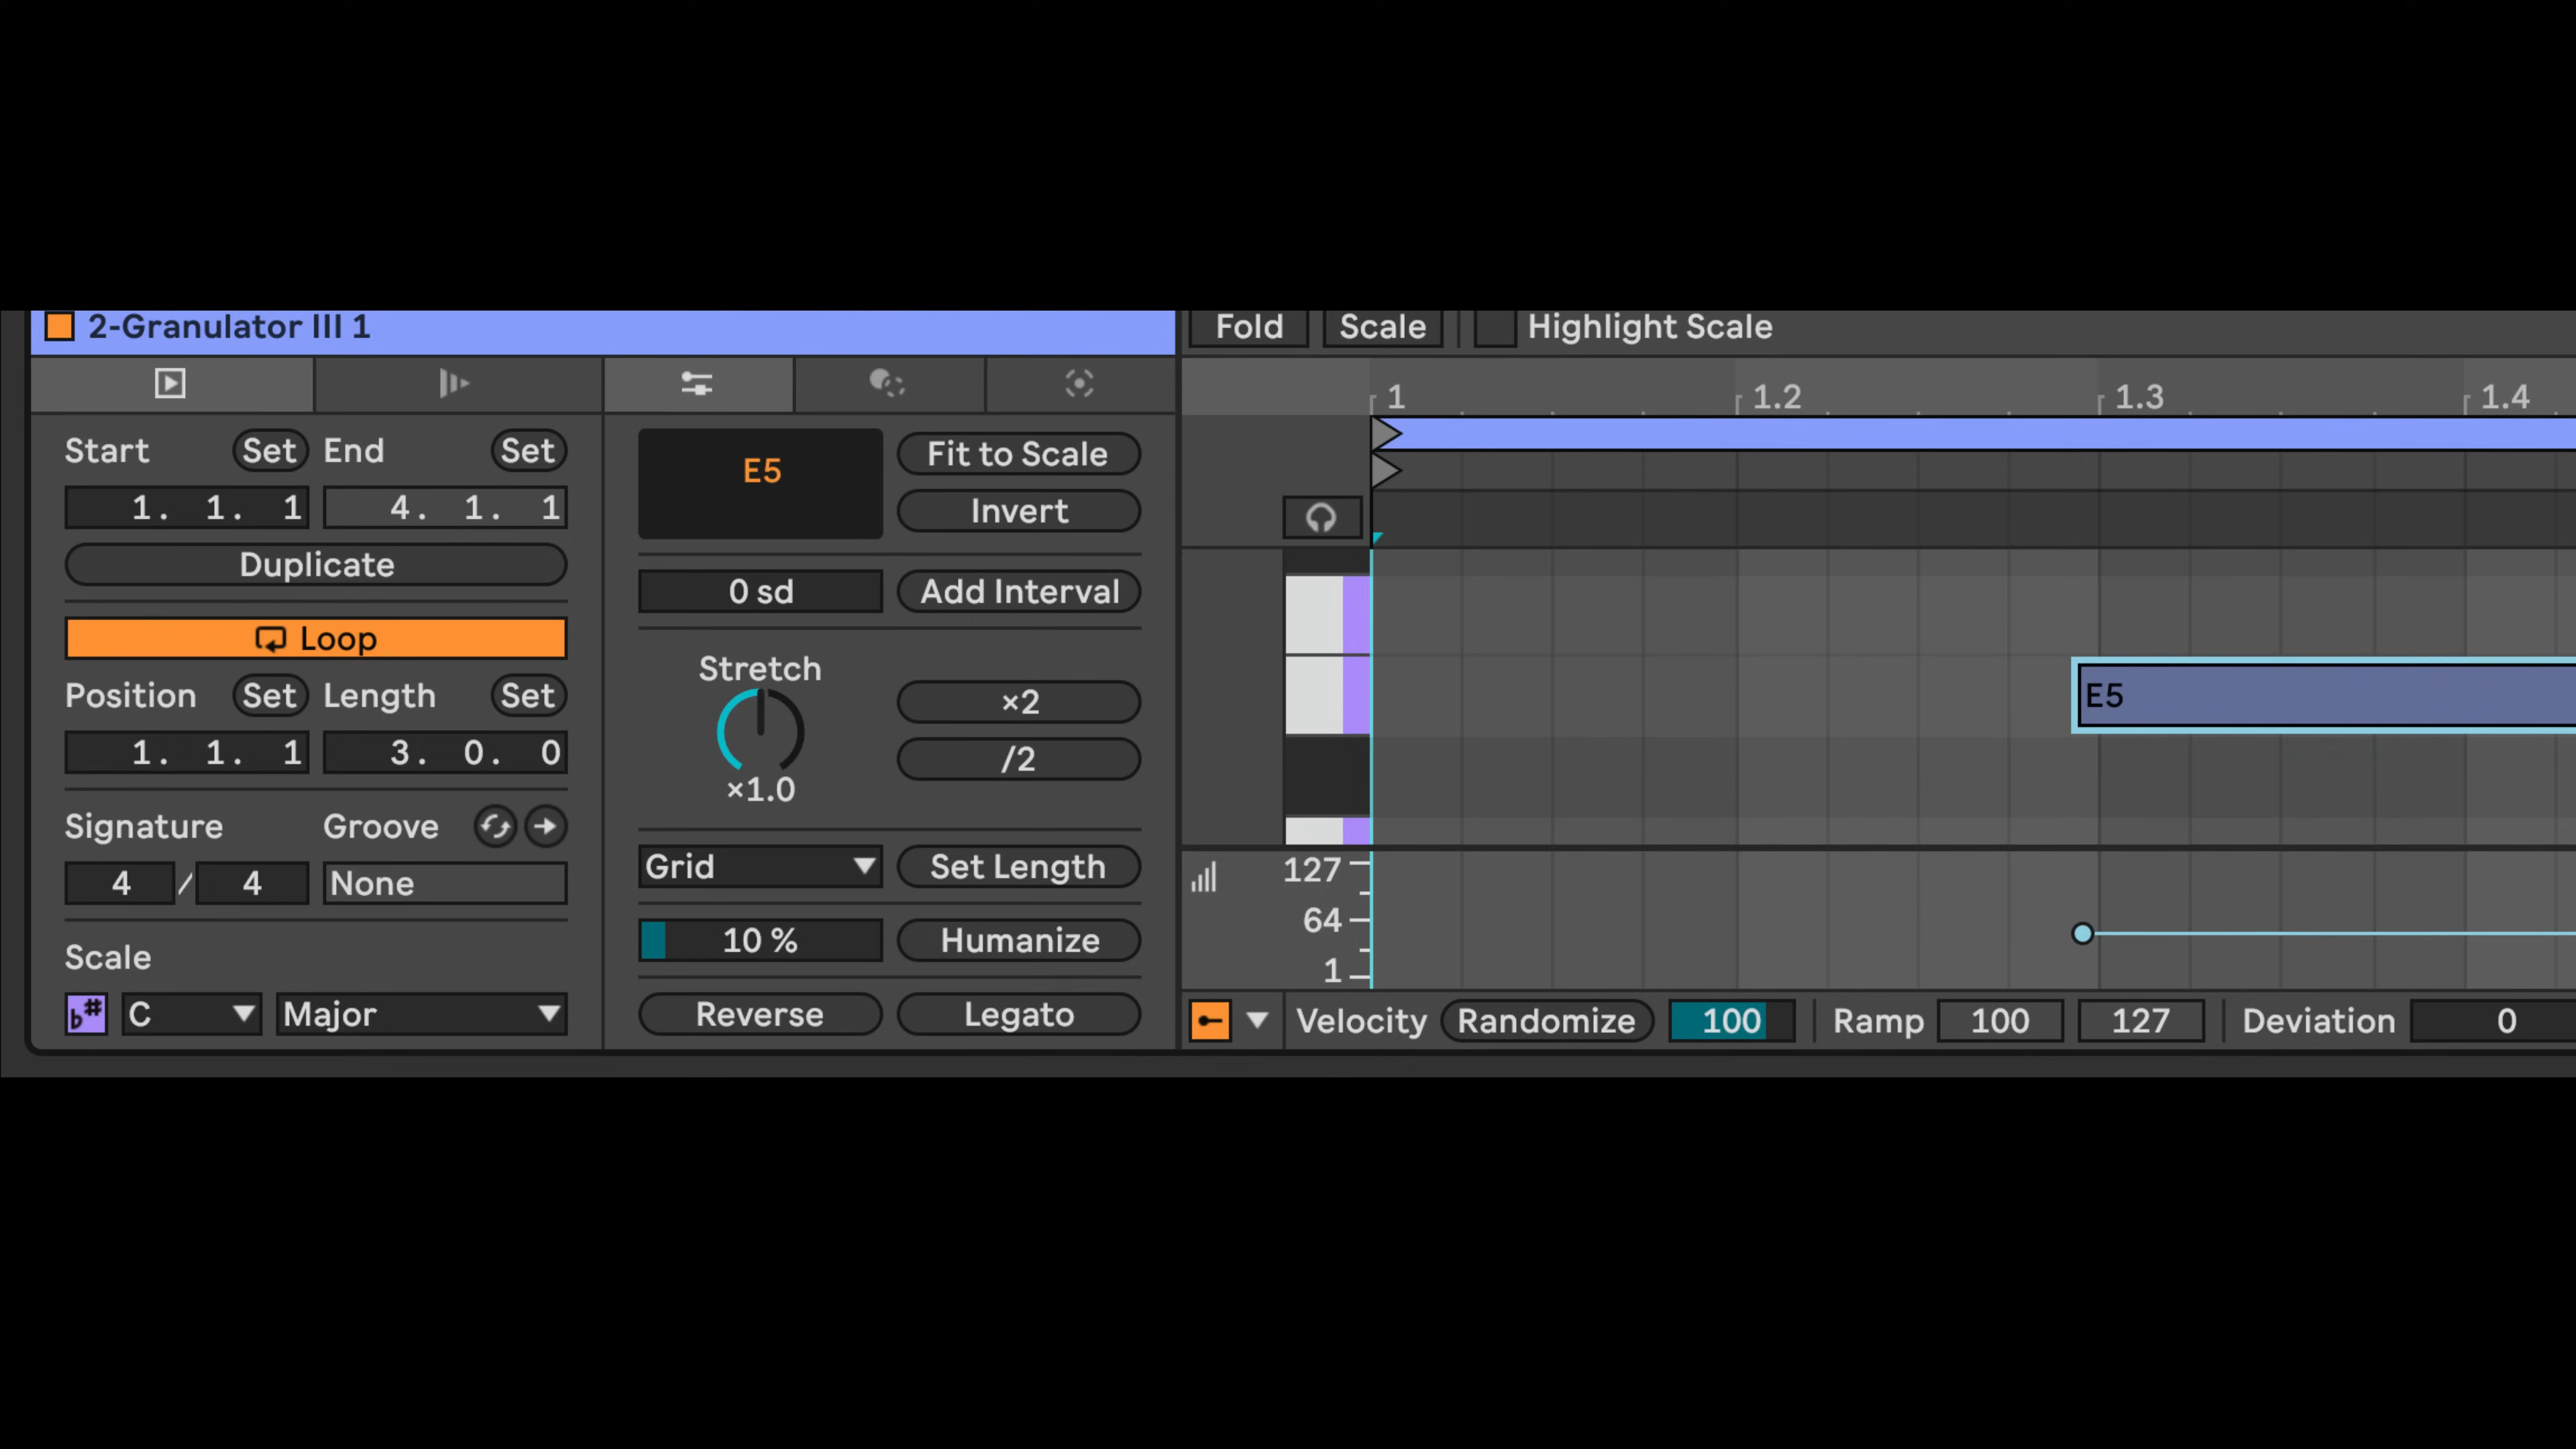 2-Granulator III 1
Fold Scale Highlight Scale
1 1.2 1.3 1.4
Start Set End Set
1. 1. 1 4. 1. 1
Duplicate
Loop
Position Set Length Set
1. 1. 1 3. 0. 0
Signature Groove
4 / 4 None
Scale
b# C Major
E5 Fit to Scale
Invert
0 sd Add Interval
Stretch
×2
/2
×1.0
Grid Set Length
10 % Humanize
Reverse Legato
E5
127
64
1
Velocity Randomize 100 Ramp 100 127 Deviation 0